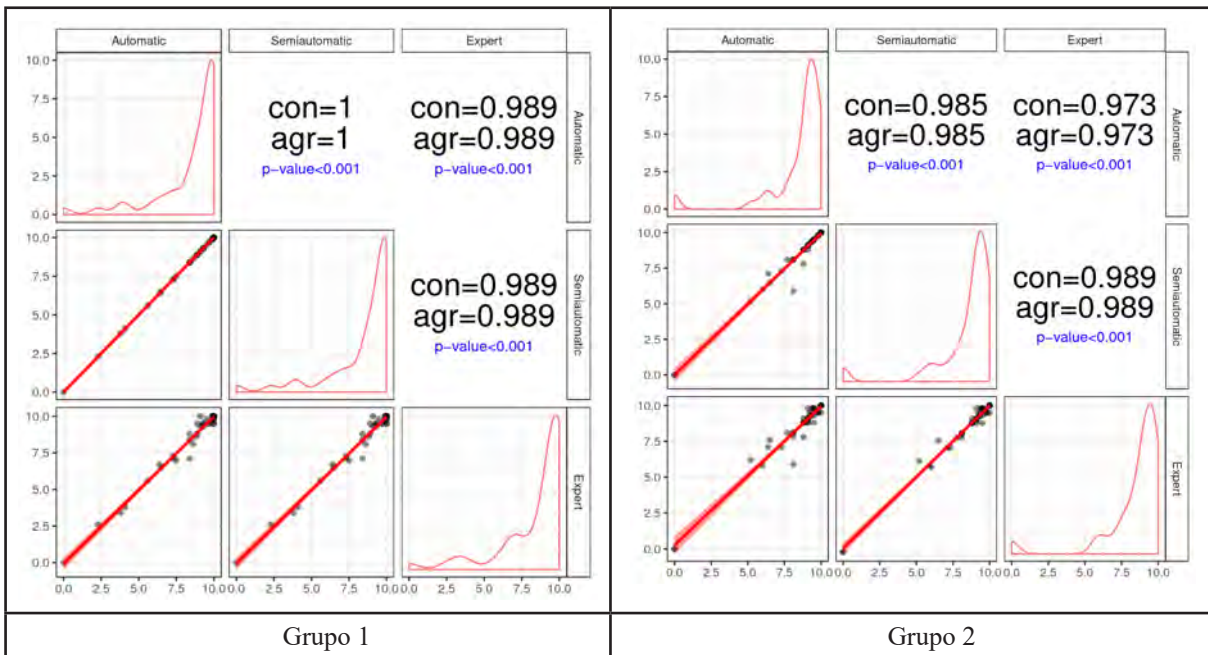 Automatic Semiautomatic Expert
10.0
7.5
5.0
2.5
0.0
con=1
agr=1
p-value<0.001
con=0.989
agr=0.989
p-value<0.001
Automatic
10.0
7.5
5.0
2.5
0.0
con=0.989
agr=0.989
p-value<0.001
Semiautomatic
10.0
7.5
5.0
2.5
0.0
Expert
0.0 2.5 5.0 7.5 10.0 0.0 2.5 5.0 7.5 10.0 0.0 2.5 5.0 7.5 10.0
Grupo 1
Automatic Semiautomatic Expert
10.0
7.5
5.0
2.5
0.0
con=0.985
agr=0.985
p-value<0.001
con=0.973
agr=0.973
p-value<0.001
Automatic
10.0
7.5
5.0
2.5
0.0
con=0.989
agr=0.989
p-value<0.001
Semiautomatic
10.0
7.5
5.0
2.5
0.0
Expert
0.0 2.5 5.0 7.5 10.0 0.0 2.5 5.0 7.5 10.0 0.0 2.5 5.0 7.5 10.0
Grupo 2